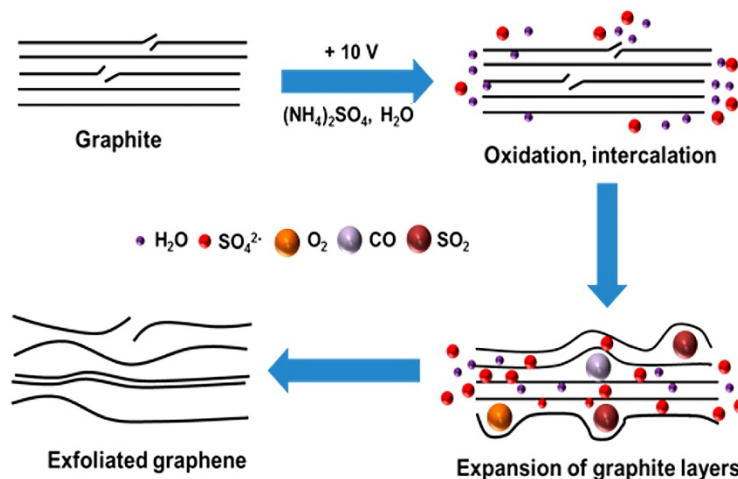 + 10 V
(NH₄)₂SO₄, H₂O
Graphite
Oxidation, intercalation
H₂O SO₄²⁻ O₂ CO SO₂
Exfoliated graphene
Expansion of graphite layers